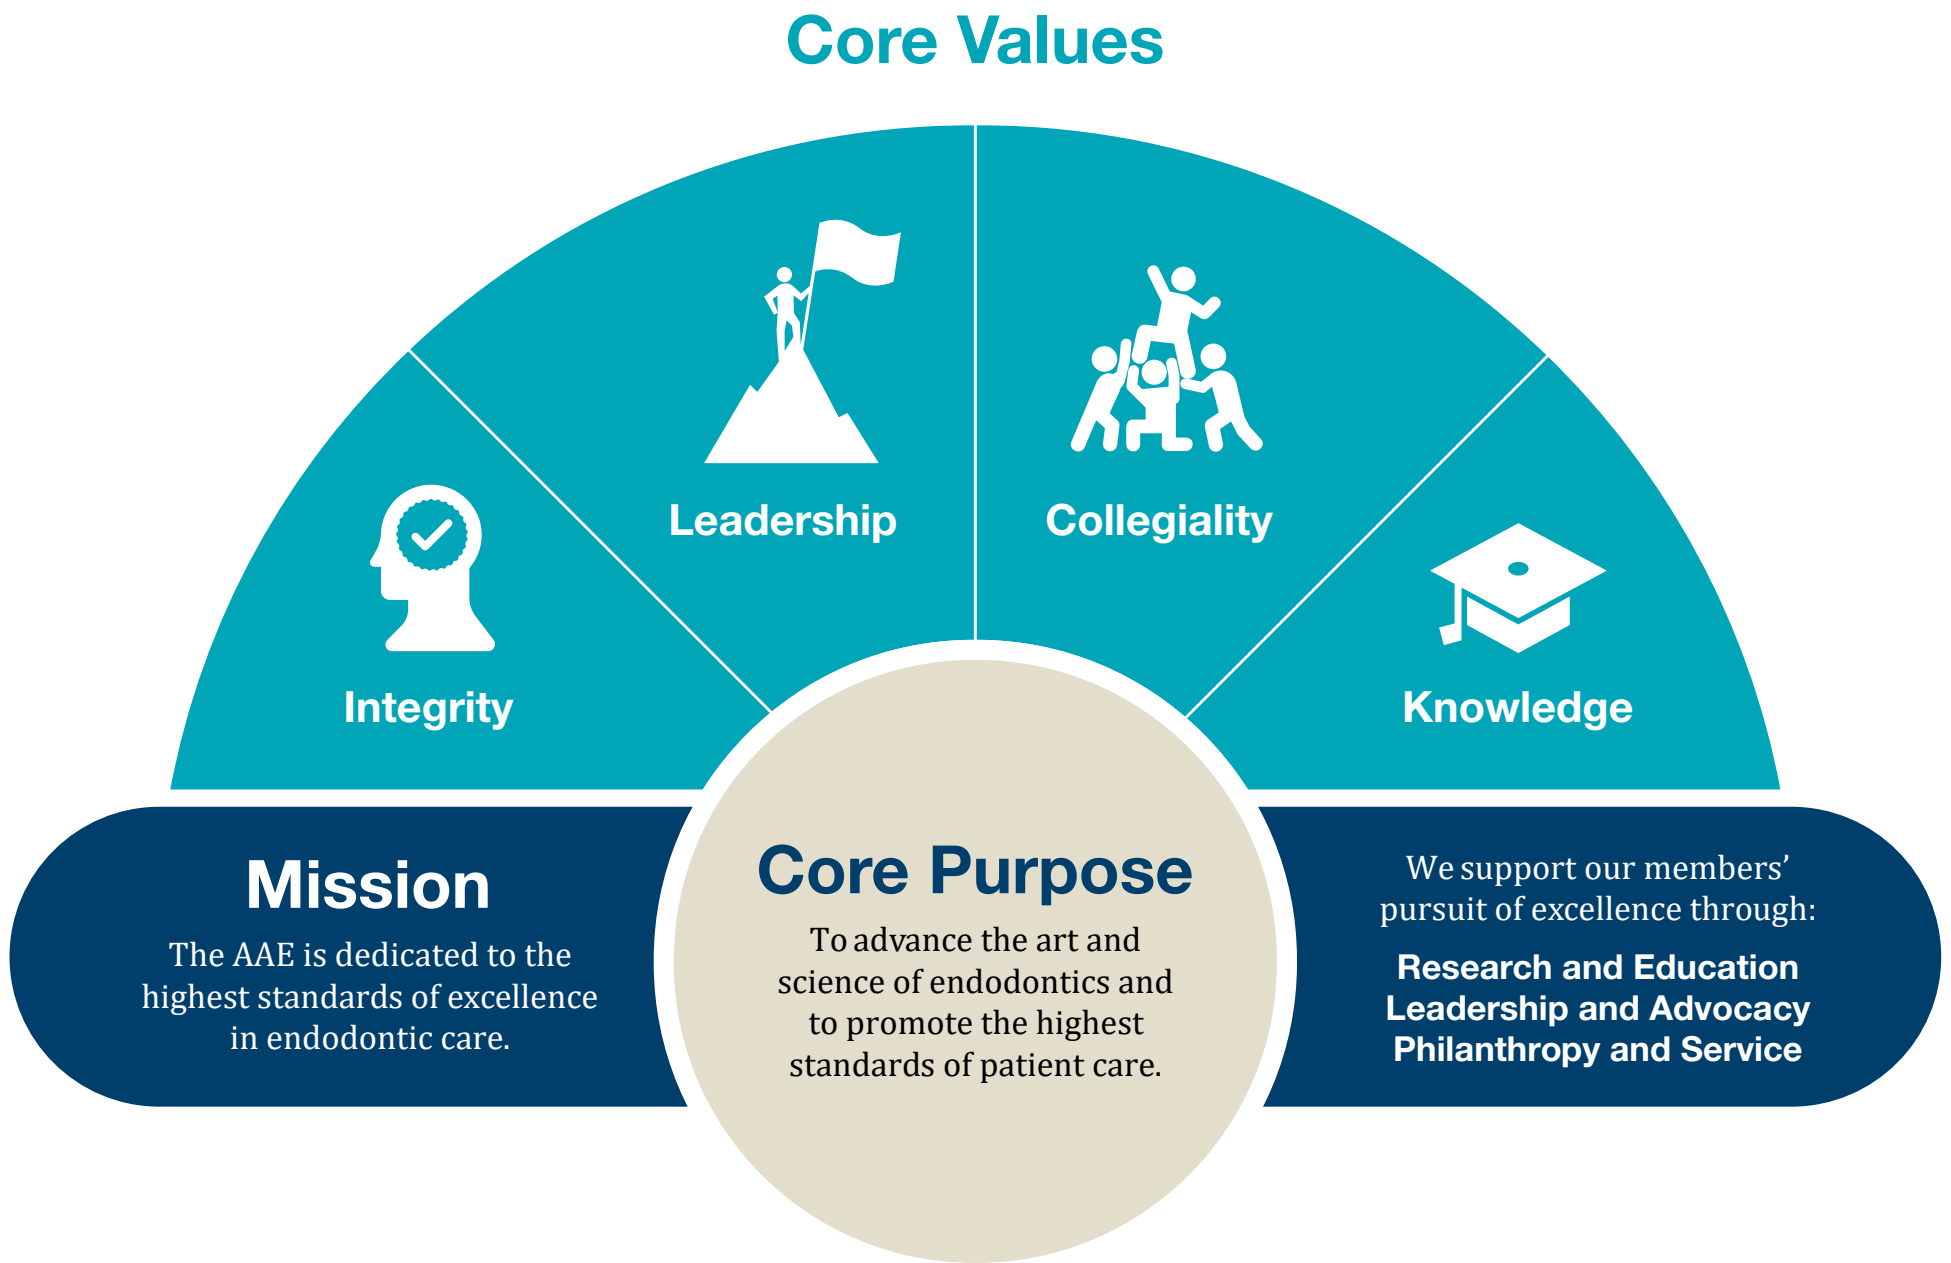 Core Values
Integrity
Leadership
Collegiality
Knowledge
Mission
The AAE is dedicated to the
highest standards of excellence
in endodontic care.
Core Purpose
To advance the art and
science of endodontics and
to promote the highest
standards of patient care.
We support our members’
pursuit of excellence through:
Research and Education
Leadership and Advocacy
Philanthropy and Service